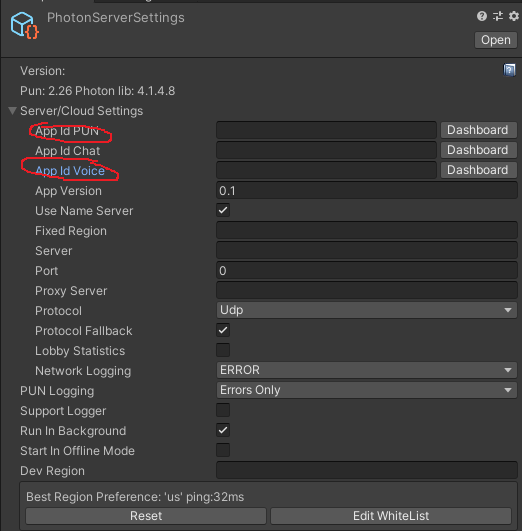 PhotonServerSettings
Open
Version:
Pun: 2.26 Photon lib: 4.1.4.8
Server/Cloud Settings
App Id PUN Dashboard
App Id Chat Dashboard
App Id Voice Dashboard
App Version 0.1
Use Name Server
Fixed Region
Server
Port 0
Proxy Server
Protocol Udp
Protocol Fallback
Lobby Statistics
Network Logging ERROR
PUN Logging Errors Only
Support Logger
Run In Background
Start In Offline Mode
Dev Region
Best Region Preference: 'us' ping:32ms
Reset Edit WhiteList